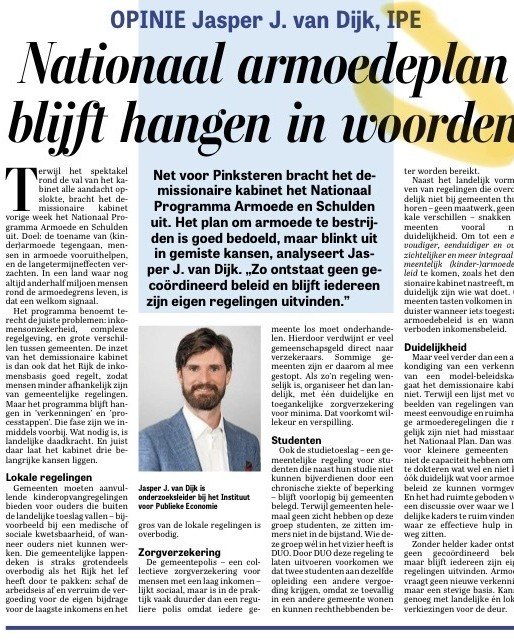 OPINIE Jasper J. van Dijk, IPE
Nationaal armoedeplan
blijft hangen in woorden
Terwijl het spektakel
rond de val van het ka-
binet alle aandacht op-
slokte, bracht het de-
missionaire kabinet
vorige week het Nationaal Pro-
gramma Armoede en Schulden
uit. Doel: de toename van (kin-
der)armoede tegengaan, men-
sen in armoede vooruithelpen,
en de langetermijneffecten ver-
zachten. In een land waar nog
altijd anderhalf miljoen mensen
rond de armoedegrens leven, is
dat een welkom signaal.
Het programma benoemt te-
recht de juiste problemen: inko-
mensonzekerheid, complexe
regelgeving, en grote verschil-
len tussen gemeenten. De inzet
van het demissionaire kabinet
is dan ook dat het Rijk de inko-
mensbasis goed regelt, zodat
mensen minder afhankelijk zijn
van gemeentelijke regelingen.
Maar het programma blijft han-
gen in 'verkenningen' en 'pro-
cesstappen'. Die fase zijn we in-
middels voorbij. Wat nodig is, is
landelijke daadkracht. En juist
daar laat het kabinet drie be-
langrijke kansen liggen.
Lokale regelingen
Gemeenten moeten aanvul-
lende kinderopvangregelingen
bieden voor ouders die buiten
de landelijke toeslag vallen – bij-
voorbeeld bij een medische of
sociale kwetsbaarheid, of wan-
neer ouders niet kunnen wer-
ken. Die gemeentelijke lappen-
deken is straks grotendeels
overbodig als het Rijk het lef
heeft door te pakken: schaf de
arbeidseis af en verruim de ver-
goeding voor de eigen bijdrage
voor de laagste inkomens en het
Net voor Pinksteren bracht het de-
missionaire kabinet het Nationaal
Programma Armoede en Schulden
uit. Het plan om armoede te bestrij-
den is goed bedoeld, maar blinkt uit
in gemiste kansen, analyseert Jas-
per J. van Dijk. „Zo ontstaat geen ge-
coördineerd beleid en blijft iedereen
zijn eigen regelingen uitvinden.”
Jasper J. van Dijk is
onderzoeksleider bij het Instituut
voor Publieke Economie
gros van de lokale regelingen is
overbodig.
Zorgverzekering
De gemeentepolis – een col-
lectieve zorgverzekering voor
mensen met een laag inkomen –
lijkt sociaal, maar is in de prak-
tijk vaak duurder dan een regu-
liere polis omdat iedere ge-
meente los moet onderhande-
len. Hierdoor verdwijnt er veel
gemeenschapsgeld direct naar
verzekeraars. Sommige ge-
meenten zijn er daarom al mee
gestopt. Als zo'n regeling wense-
lijk is, organiseer het dan lan-
delijk, met één duidelijke en
toegankelijke zorgverzekering
voor minima. Dat voorkomt wil-
lekeur en verspilling.
Studenten
Ook de studietoeslag – een ge-
meentelijke regeling voor stu-
denten die naast hun studie niet
kunnen bijverdienen door een
chronische ziekte of beperking
– blijft voorlopig bij gemeenten
belegd. Terwijl gemeenten hele-
maal geen zicht hebben op deze
groep studenten, ze zitten im-
mers niet in de bijstand. Wie de-
ze groep wél in het vizier heeft is
DUO. Door DUO deze regeling te
laten uitvoeren voorkomen we
dat twee studenten aan dezelfde
opleiding een andere vergoe-
ding krijgen, omdat ze toevallig
in een andere gemeente wonen
en kunnen rechthebbenden be-
ter worden bereikt.
Naast het landelijk vorm
ven van regelingen die overd
delijk niet bij gemeenten thu
horen – geen maatwerk, geen
kale verschillen – snakken
meenten vooral n
duidelijkheid. Om tot een
voudiger, eenduidiger en ou
zichtiger en meer integraal
meentelijk (kinder-)armoede
leid te komen, zoals het dem
sionaire kabinet nastreeft, m
duidelijk zijn wie wat doet.
meenten tasten volkomen in
duister wanneer iets toegesta
armoedebeleid is en wann
verboden inkomensbeleid.
Duidelijkheid
Maar veel verder dan een a
kondiging van een verkenn
van een model-beleidska
gaat het demissionaire kabine
niet. Terwijl een lijst met vo
beelden van regelingen van
meest eenvoudig en ruimha
ge armoederegelingen die
gelijk zijn niet had misstaan
het Nationaal Plan. Dan was
voor kleinere gemeenten
niet de capaciteit hebben om
te dokteren wat wel en niet
óók duidelijk wat voor armoe
beleid ze kunnen vormgev
En het had ruimte geboden v
een discussie over waar we
delijke kaders te ruim vinden
waar ze effectieve hulp in
weg zitten.
Zonder helder kader ontst
geen gecoördineerd bele
maar blijft iedereen zijn eig
regelingen uitvinden. Armoe
vraagt geen nieuwe verkenn
maar een stevige basis. Kan
genoeg met landelijke én lok
verkiezingen voor de deur.